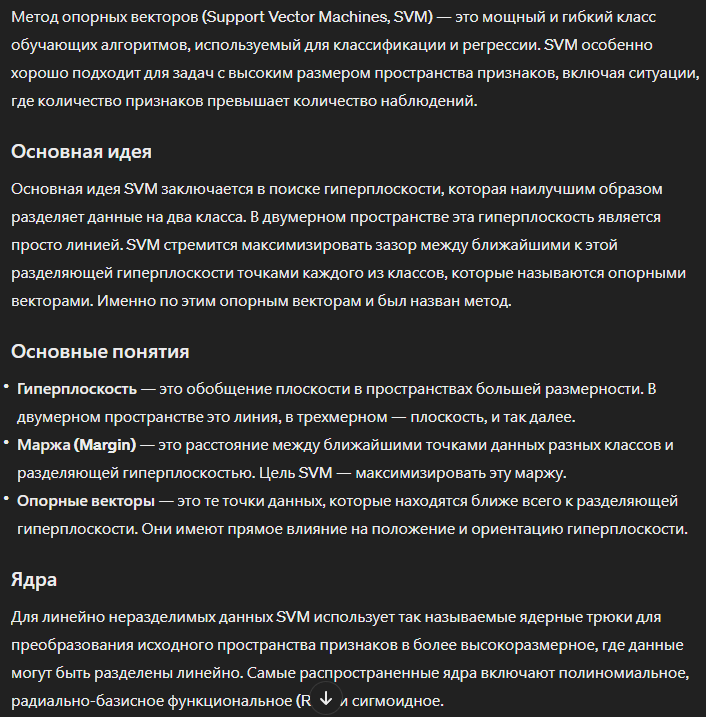 Метод опорных векторов (Support Vector Machines, SVM) — это мощный и гибкий класс
обучающих алгоритмов, используемый для классификации и регрессии. SVM особенно
хорошо подходит для задач с высоким размером пространства признаков, включая ситуации,
где количество признаков превышает количество наблюдений.
Основная идея
Основная идея SVM заключается в поиске гиперплоскости, которая наилучшим образом
разделяет данные на два класса. В двумерном пространстве эта гиперплоскость является
просто линией. SVM стремится максимизировать зазор между ближайшими к этой
разделяющей гиперплоскости точками каждого из классов, которые называются опорными
векторами. Именно по этим опорным векторам и был назван метод.
Основные понятия
• Гиперплоскость — это обобщение плоскости в пространствах большей размерности. В
двумерном пространстве это линия, в трехмерном — плоскость, и так далее.
• Маржа (Margin) — это расстояние между ближайшими точками данных разных классов и
разделяющей гиперплоскостью. Цель SVM — максимизировать эту маржу.
• Опорные векторы — это те точки данных, которые находятся ближе всего к разделяющей
гиперплоскости. Они имеют прямое влияние на положение и ориентацию гиперплоскости.
Ядра
Для линейно неразделимых данных SVM использует так называемые ядерные трюки для
преобразования исходного пространства признаков в более высокоразмерное, где данные
могут быть разделены линейно. Самые распространенные ядра включают полиномиальное,
радиально-базисное функциональное (R и сигмоидное.